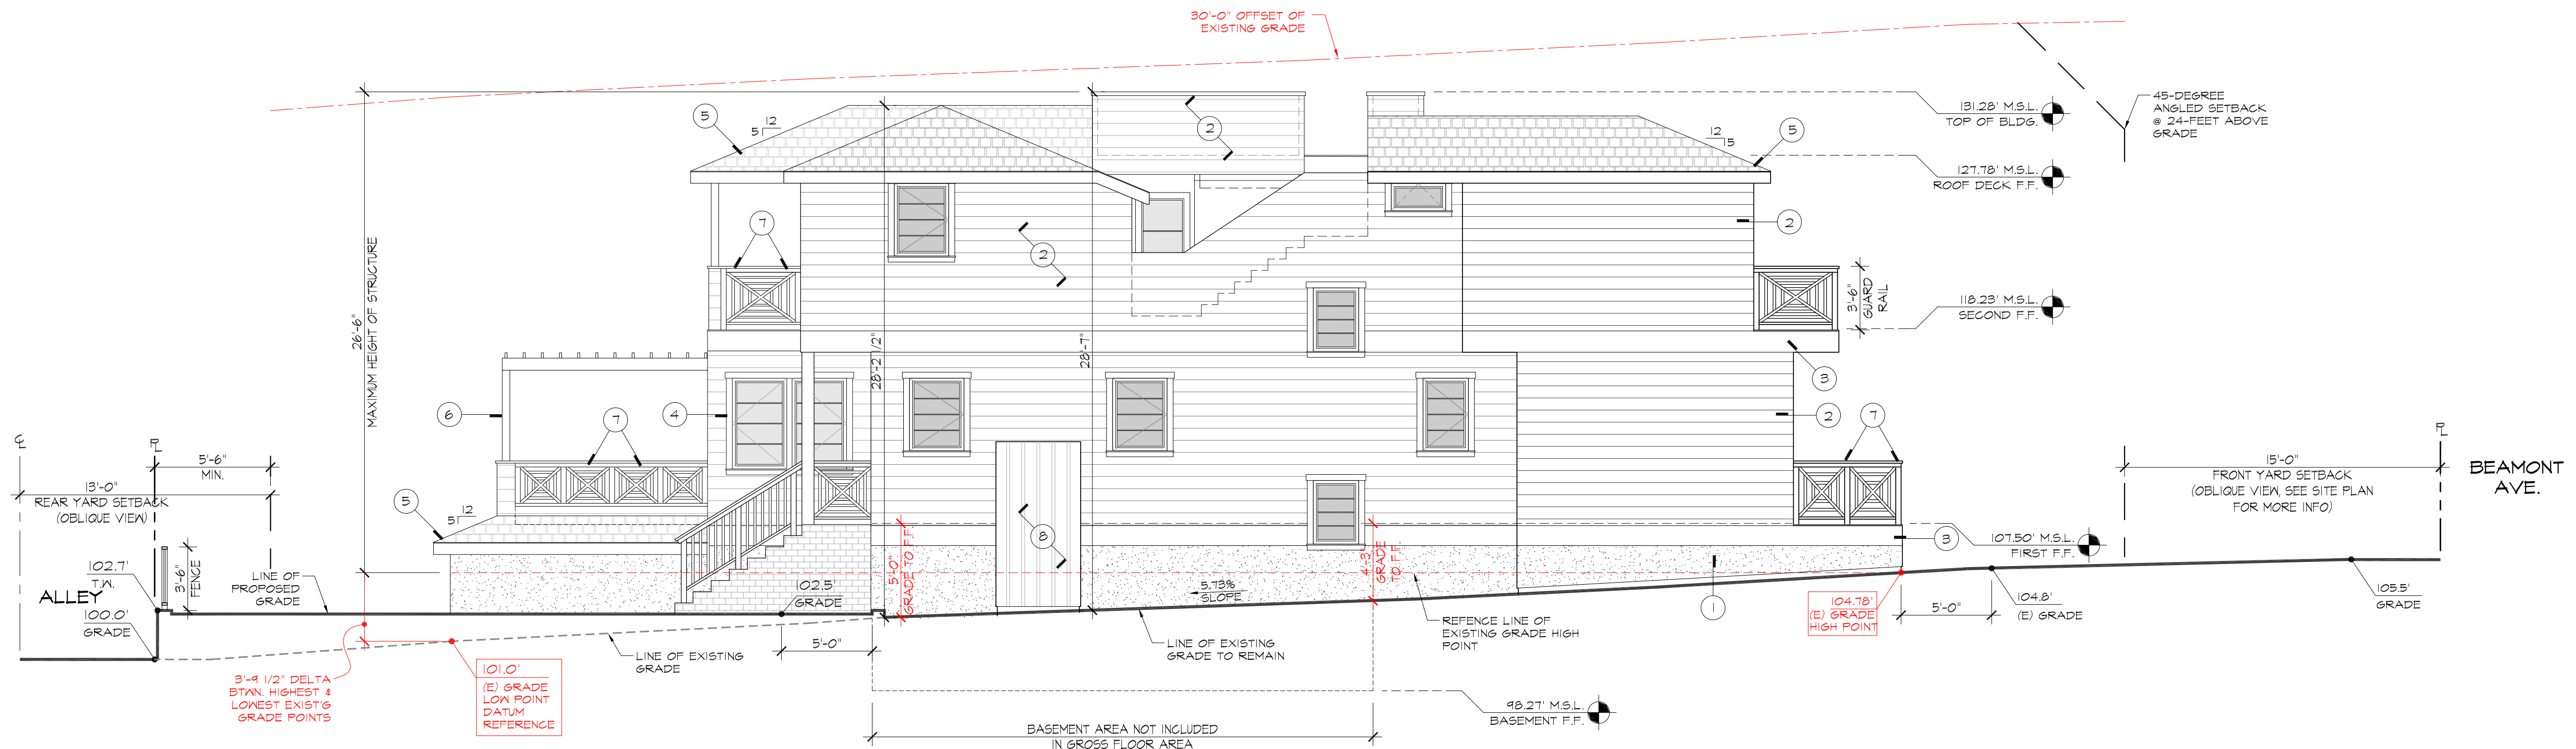 30'-0" OFFSET OF
EXISTING GRADE
45-DEGREE
ANGLED SETBACK
@ 24-FEET ABOVE
GRADE
131.28' M.S.L.
TOP OF BLDG.
127.78' M.S.L.
ROOF DECK F.F.
118.23' M.S.L.
SECOND F.F.
3'-6"
GUARD
RAIL
5
12
5
2
12
5
5
7
2
2
26'-6"
MAXIMUM HEIGHT OF STRUCTURE
28'-2 1/2"
28'-7"
3
6
7
4
2
7
℄
PL
5'-6"
MIN.
13'-0"
REAR YARD SETBACK
(OBLIQUE VIEW)
PL
15'-0"
FRONT YARD SETBACK
(OBLIQUE VIEW, SEE SITE PLAN
FOR MORE INFO)
BEAMONT
AVE.
5
12
5
8
3
107.50' M.S.L.
FIRST F.F.
5'-0"
GRADE TO F.F.
4'-3"
GRADE
TO F.F.
102.7'
T.W.
3'-6"
FENCE
LINE OF
PROPOSED
GRADE
ALLEY
100.0'
GRADE
102.5'
GRADE
5.73%
SLOPE
1
104.78'
(E) GRADE
HIGH POINT
5'-0"
104.8'
(E) GRADE
105.5'
GRADE
REFENCE LINE OF
EXISTING GRADE HIGH
POINT
5'-0"
LINE OF EXISTING
GRADE
LINE OF EXISTING
GRADE TO REMAIN
3'-9 1/2" DELTA
BTWN. HIGHEST &
LOWEST EXIST'G
GRADE POINTS
101.0'
(E) GRADE
LOW POINT
DATUM
REFERENCE
98.27' M.S.L.
BASEMENT F.F.
BASEMENT AREA NOT INCLUDED
IN GROSS FLOOR AREA